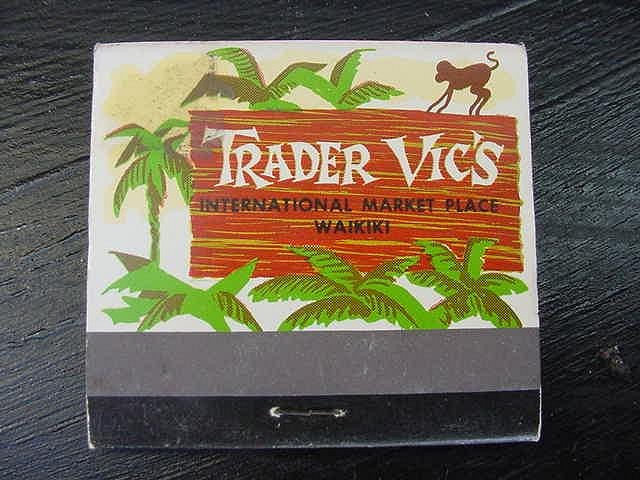 TRADER VIC'S
INTERNATIONAL MARKET PLACE
WAIKIKI